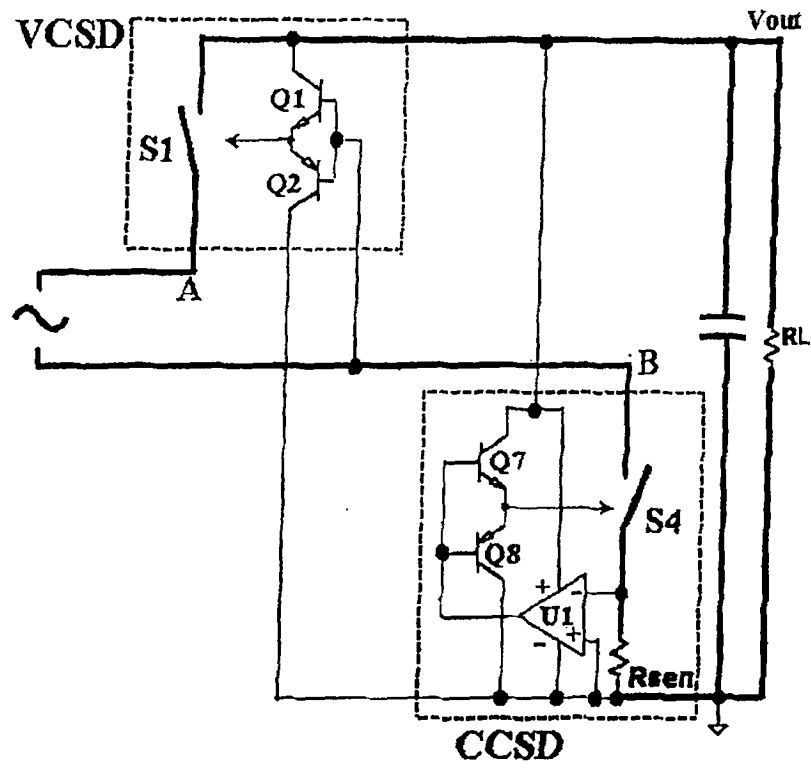 VCSD
Vout
Q1
S1
Q2
A
RL
B
Q7
S4
Q8
+
-
U1
+
-
Rsen
CCSD